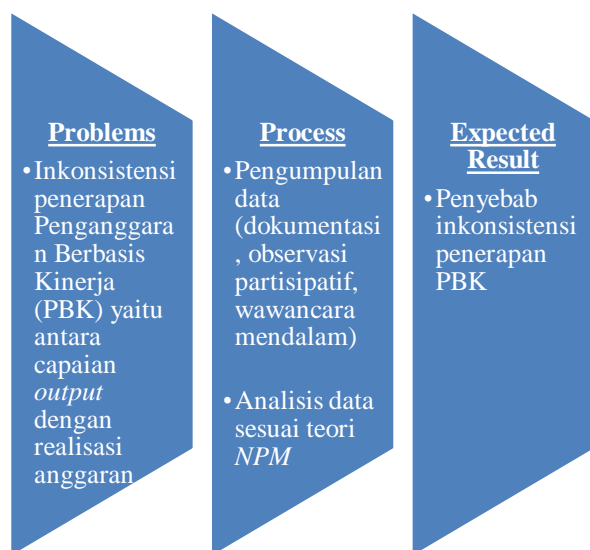 Problems
•Inkonsistensi
penerapan
Penganggara
n Berbasis
Kinerja
(PBK) yaitu
antara
capaian
output
dengan
realisasi
anggaran
Process
•Pengumpulan
data
(dokumentasi
, observasi
partisipatif,
wawancara
mendalam)
•Analisis data
sesuai teori
NPM
Expected
Result
•Penyebab
inkonsistensi
penerapan
PBK